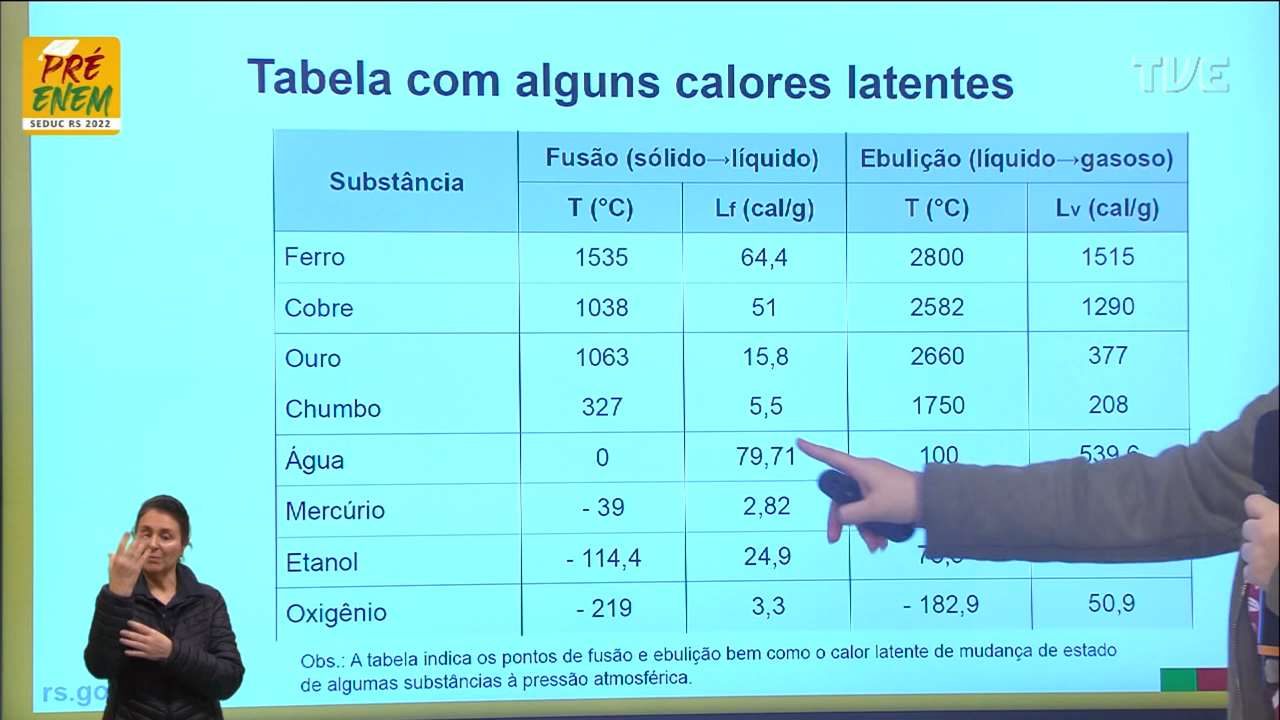 PRÉ
ENEM
SEDUC RS 2022
TVE
Tabela com alguns calores latentes
Substância Fusão (sólido→líquido) Ebulição (líquido→gasoso)
T (°C) Lf (cal/g) T (°C) Lv (cal/g)
Ferro 1535 64,4 2800 1515
Cobre 1038 51 2582 1290
Ouro 1063 15,8 2660 377
Chumbo 327 5,5 1750 208
Água 0 79,71 100 539,6
Mercúrio - 39 2,82
Etanol - 114,4 24,9
Oxigênio - 219 3,3 - 182,9 50,9
Obs.: A tabela indica os pontos de fusão e ebulição bem como o calor latente de mudança de estado
de algumas substâncias à pressão atmosférica.
rs.go